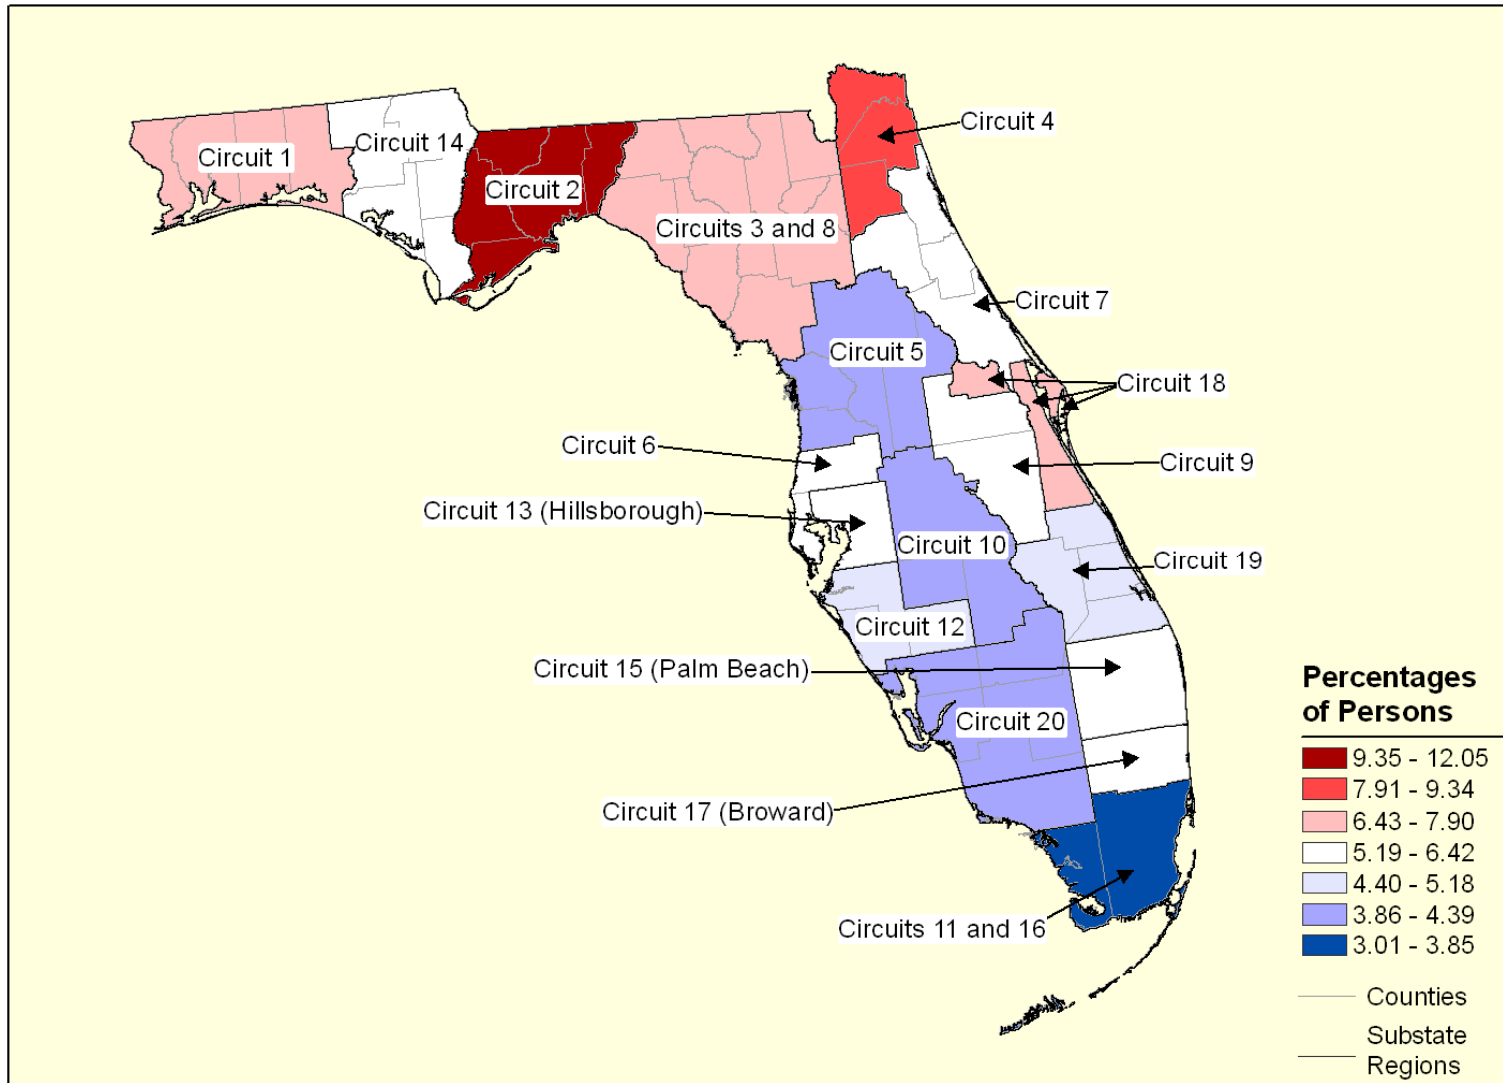 Circuit 4
Circuit 14
Circuit 1
Circuit 2
Circuits 3 and 8
Circuit 7
Circuit 5
Circuit 18
Circuit 6
Circuit 9
Circuit 13 (Hillsborough)
Circuit 10
Circuit 19
Circuit 12
Circuit 15 (Palm Beach)
Circuit 20
Circuit 17 (Broward)
Circuits 11 and 16
Percentages
of Persons
9.35 - 12.05
7.91 - 9.34
6.43 - 7.90
5.19 - 6.42
4.40 - 5.18
3.86 - 4.39
3.01 - 3.85
Counties
Substate
Regions